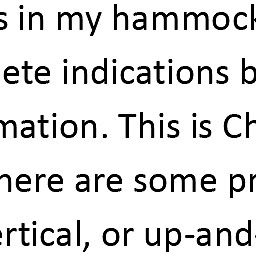 s in my hammock
ete indications b
mation. This is Ch
here are some pr
ertical, or up-and-